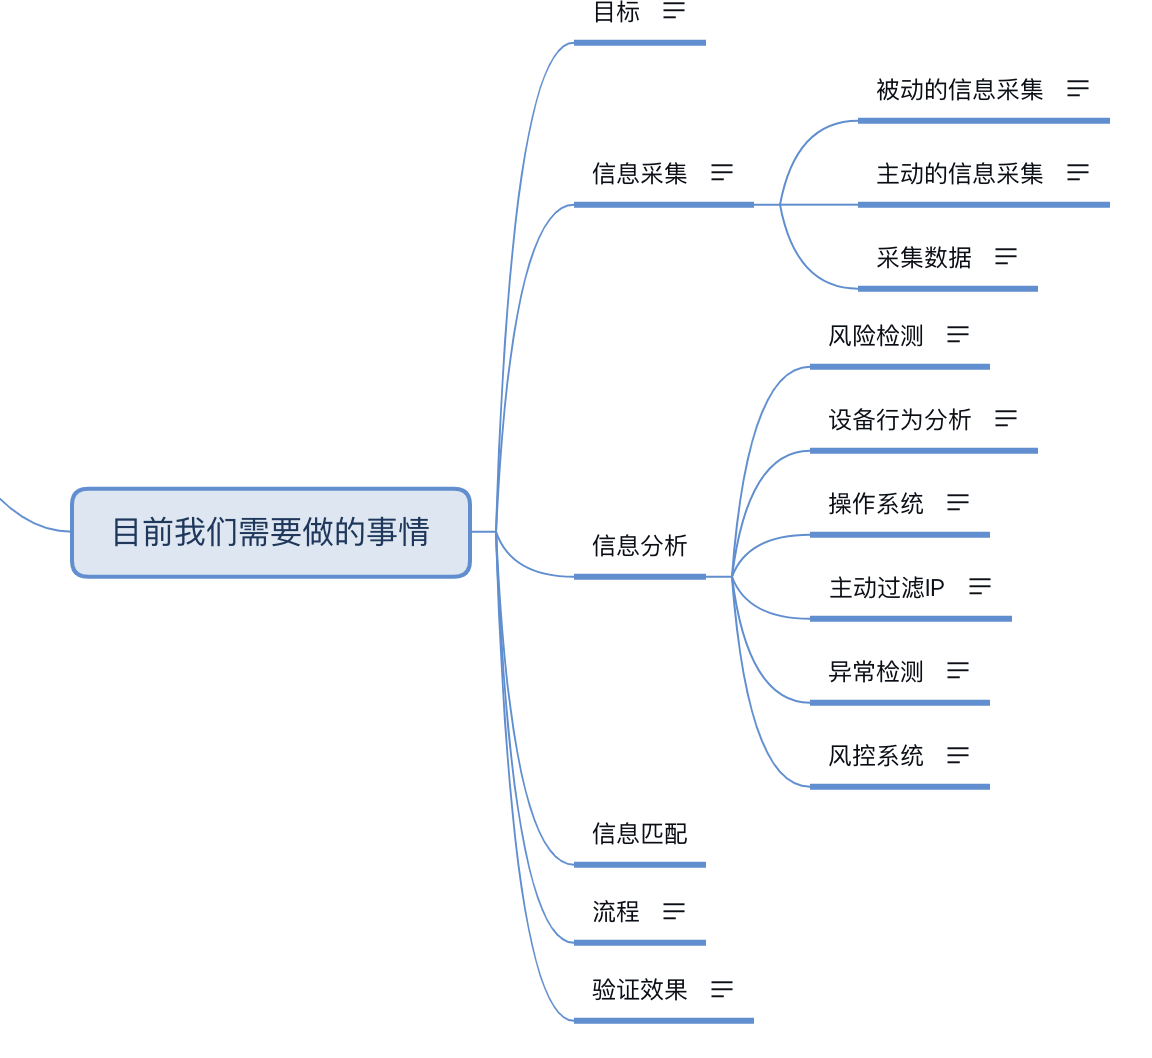 目标
被动的信息采集
信息采集
主动的信息采集
采集数据
风险检测
设备行为分析
操作系统
目前我们需要做的事情
信息分析
主动过滤IP
异常检测
风控系统
信息匹配
流程
验证效果